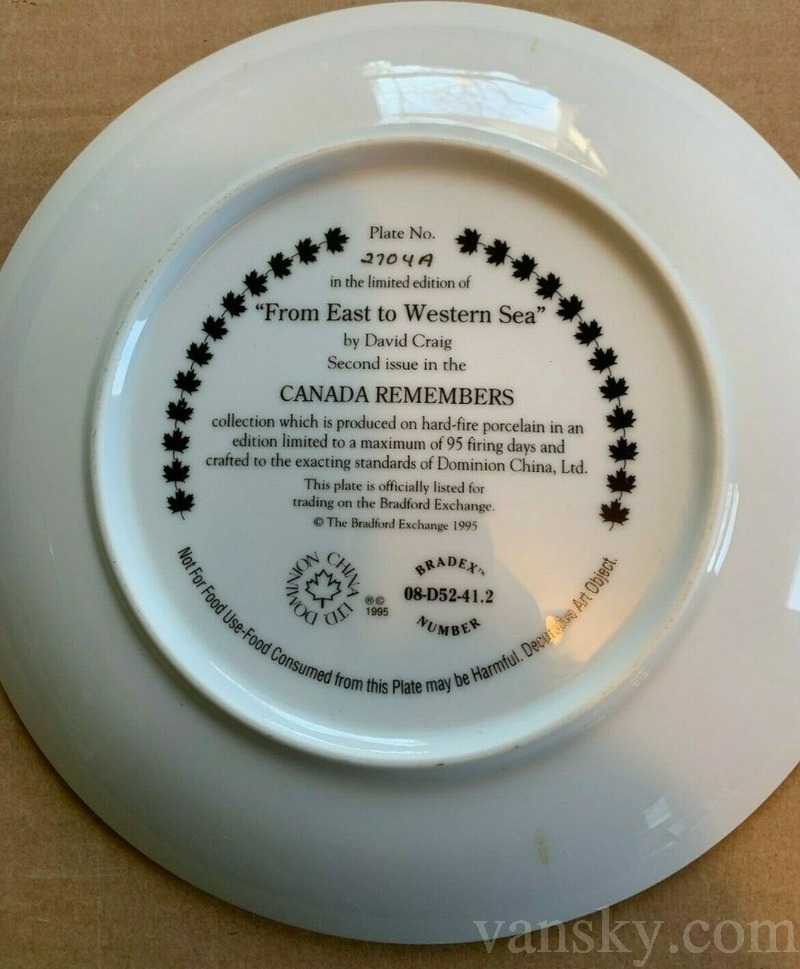 Plate No.
2704A
in the limited edition of
"From East to Western Sea"
by David Craig
Second issue in the
CANADA REMEMBERS
collection which is produced on hard-fire porcelain in an
edition limited to a maximum of 95 firing days and
crafted to the exacting standards of Dominion China, Ltd.
This plate is officially listed for
trading on the Bradford Exchange.
© The Bradford Exchange 1995
DOMINION CHINA LTD.
®©
1995
BRADEX™
08-D52-41.2
NUMBER
Not For Food Use-Food Consumed from this Plate may be Harmful. Decorative Art Object.
vansky.com